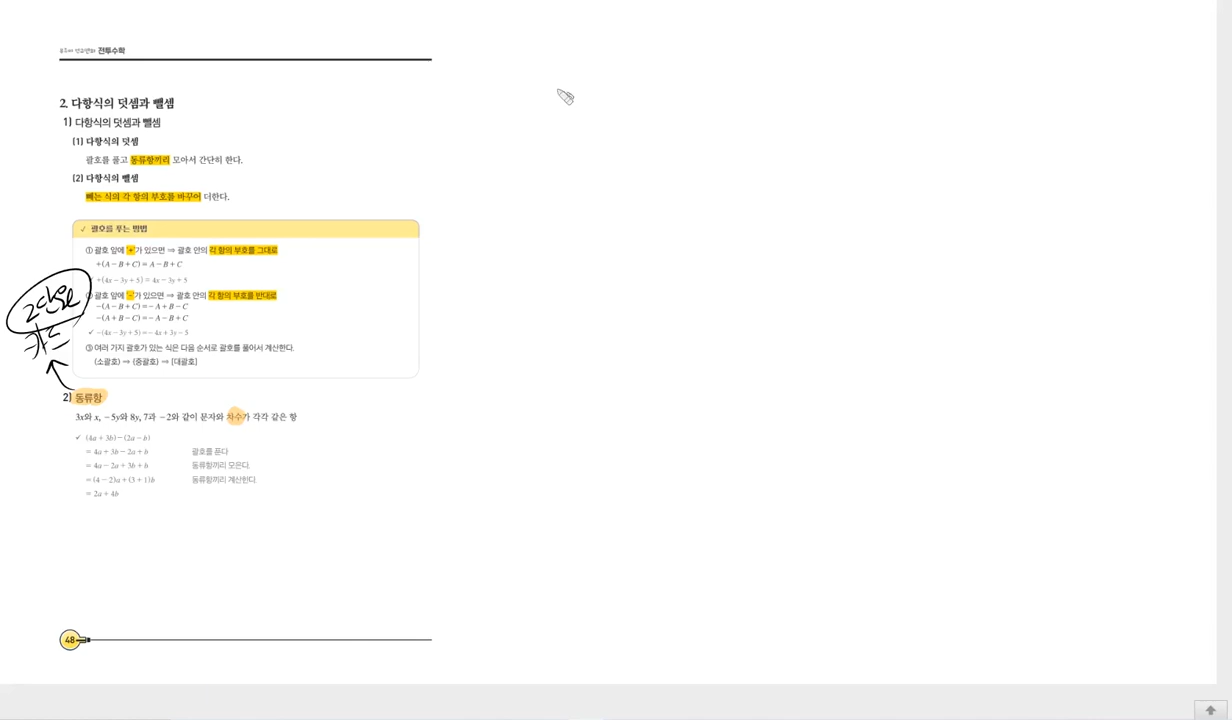 전투수학
2. 다항식의 덧셈과 뺄셈
1) 다항식의 덧셈과 뺄셈
(1) 다항식의 덧셈
괄호를 풀고 동류항끼리 모아서 간단히 한다.
(2) 다항식의 뺄셈
빼는 식의 각 항의 부호를 바꾸어 더한다.
✓ 괄호를 푸는 방법
① 괄호 앞에 '+'가 있으면 ⇒ 괄호 안의 각 항의 부호를 그대로
+(A－B＋C)＝A－B＋C
+(4x－3y＋5)＝4x－3y＋5
괄호 앞에 '-'가 있으면 ⇒ 괄호 안의 각 항의 부호를 반대로
－(A－B＋C)＝－A＋B－C
－(A＋B－C)＝－A－B＋C
✓ －(4x－3y＋5)＝－4x＋3y－5
③ 여러 가지 괄호가 있는 식은 다음 순서로 괄호를 풀어서 계산한다.
(소괄호) ⇒ {중괄호} ⇒ [대괄호]
2단원
카드
2) 동류항
3x와 x, －5y와 8y, 7과 －2와 같이 문자와 차수가 각각 같은 항
✓ (4a＋3b)－(2a－b)
＝4a＋3b－2a＋b 괄호를 푼다
＝4a－2a＋3b＋b 동류항끼리 모은다.
＝(4－2)a＋(3＋1)b 동류항끼리 계산한다.
＝2a＋4b
48